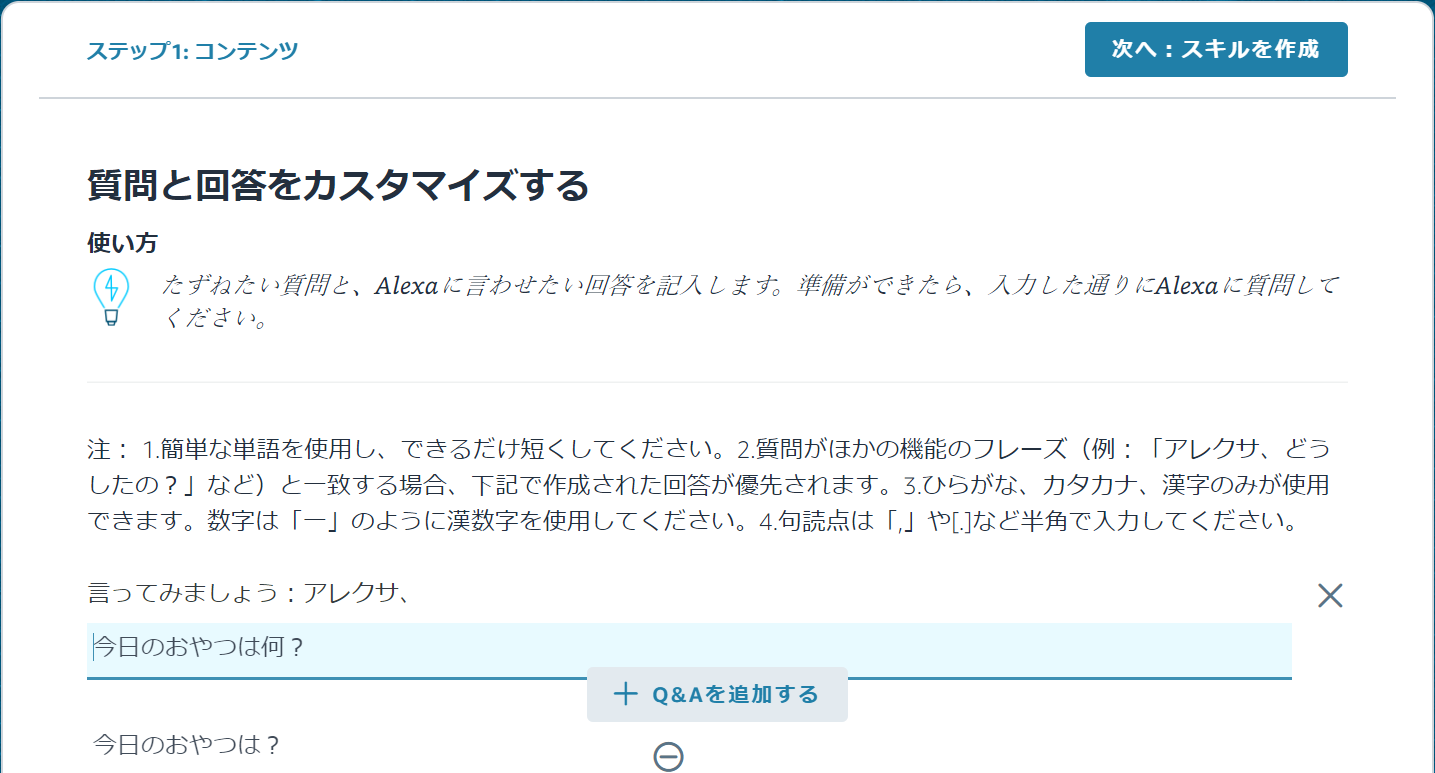 ステップ1: コンテンツ
次へ：スキルを作成
質問と回答をカスタマイズする
使い方
たずねたい質問と、Alexaに言わせたい回答を記入します。準備ができたら、入力した通りにAlexaに質問して
ください。
注： 1.簡単な単語を使用し、できるだけ短くしてください。2.質問がほかの機能のフレーズ（例：「アレクサ、どう
したの？」など）と一致する場合、下記で作成された回答が優先されます。3.ひらがな、カタカナ、漢字のみが使用
できます。数字は「一」のように漢数字を使用してください。4.句読点は「,」や[.]など半角で入力してください。
言ってみましょう：アレクサ、
今日のおやつは何？
Q&Aを追加する
今日のおやつは？